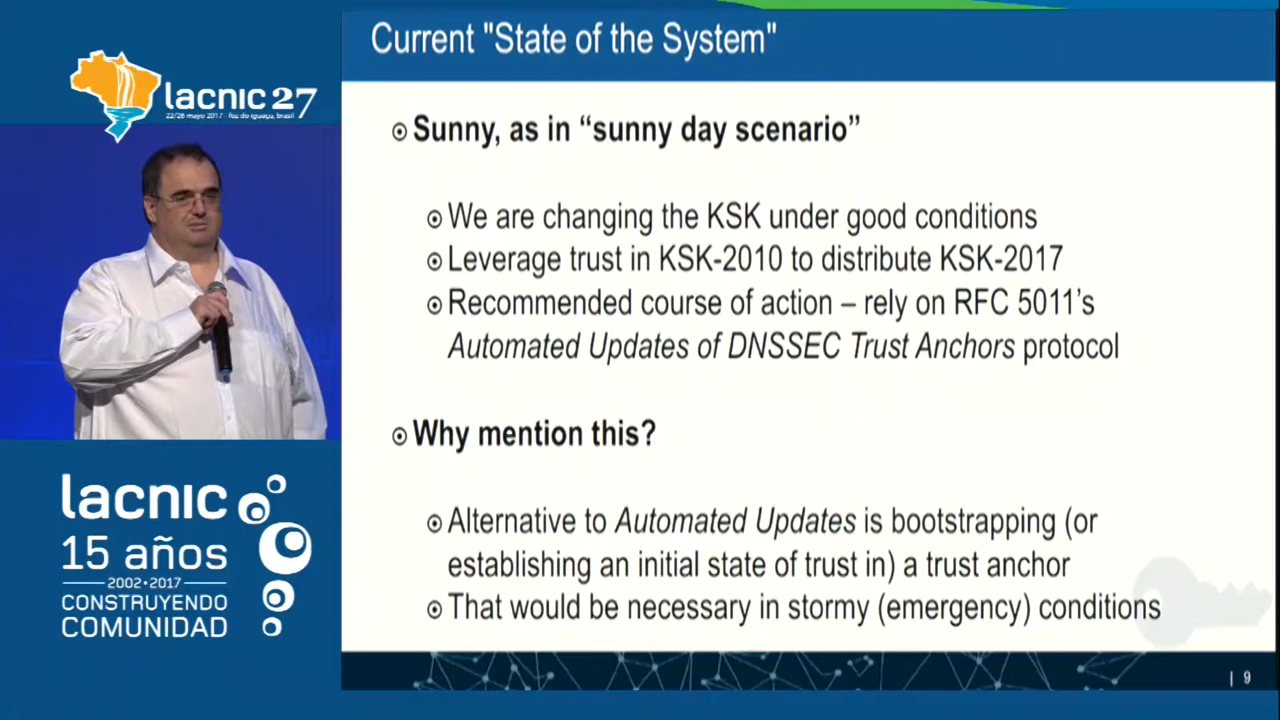 Current "State of the System"
lacnic 27
22/26 mayo 2017 - foz do iguaçu, brasil
Sunny, as in “sunny day scenario”
We are changing the KSK under good conditions
Leverage trust in KSK-2010 to distribute KSK-2017
Recommended course of action – rely on RFC 5011’s
Automated Updates of DNSSEC Trust Anchors protocol
Why mention this?
Alternative to Automated Updates is bootstrapping (or
establishing an initial state of trust in) a trust anchor
That would be necessary in stormy (emergency) conditions
lacnic
15 años
2002•2017
CONSTRUYENDO
COMUNIDAD
| 9